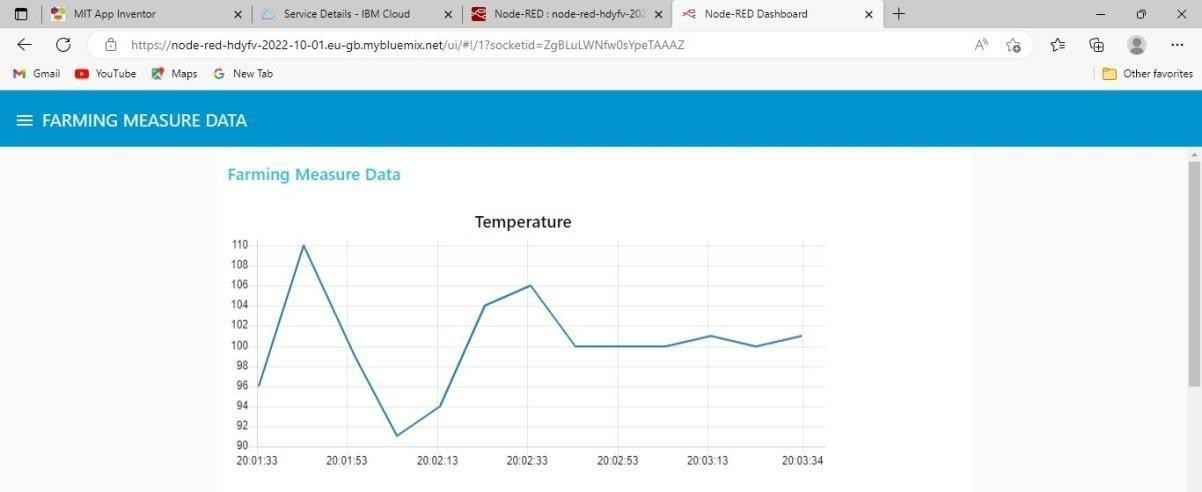 MIT App Inventor
Service Details - IBM Cloud
Node-RED : node-red-hdyfv-202
Node-RED Dashboard
https://node-red-hdyfv-2022-10-01.eu-gb.mybluemix.net/ui/#!/1?socketid=ZgBLuLWNfw0sYpeTAAAZ
Gmail
YouTube
Maps
New Tab
Other favorites
FARMING MEASURE DATA
Farming Measure Data
Temperature
110
108
106
104
102
100
98
96
94
92
90
20:01:33 20:01:53 20:02:13 20:02:33 20:02:53 20:03:13 20:03:34